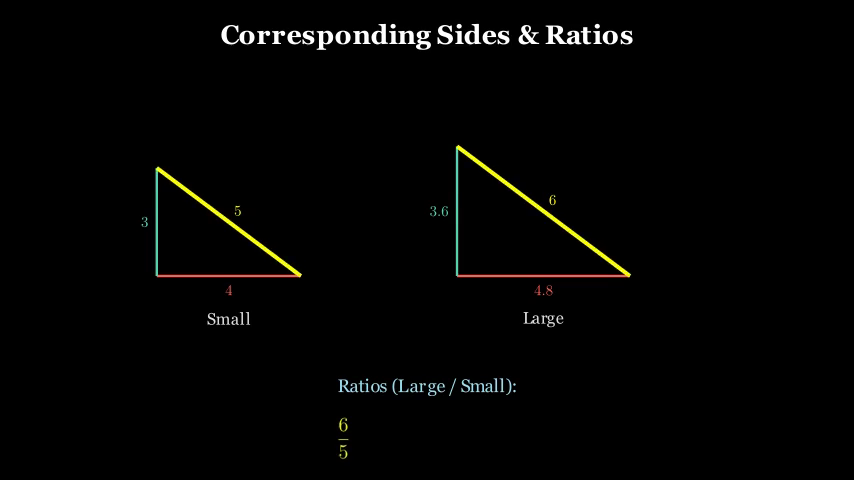 Corresponding Sides & Ratios
3
5
4
Small
3.6
6
4.8
Large
Ratios (Large / Small):
6
5